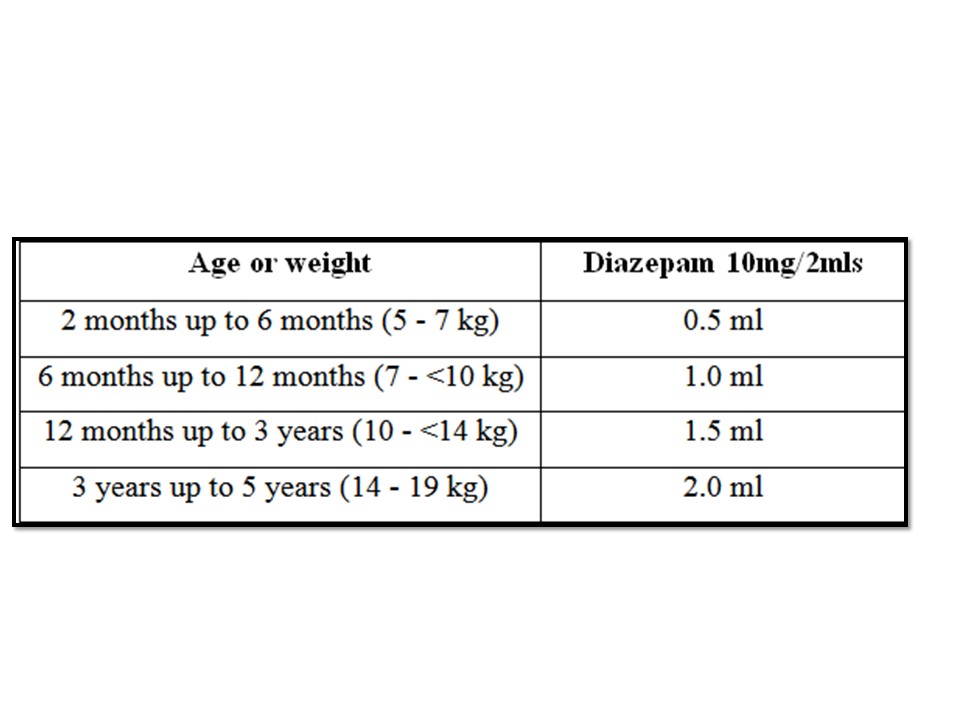 Age or weight Diazepam 10mg/2mls
2 months up to 6 months (5 - 7 kg) 0.5 ml
6 months up to 12 months (7 - <10 kg) 1.0 ml
12 months up to 3 years (10 - <14 kg) 1.5 ml
3 years up to 5 years (14 - 19 kg) 2.0 ml